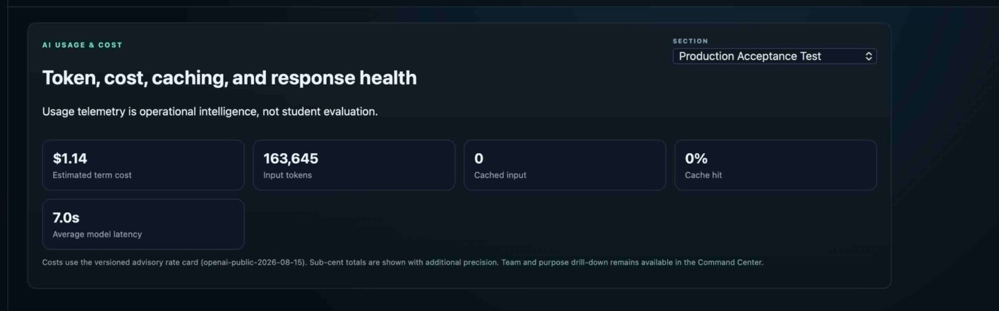 AI USAGE & COST
SECTION
Production Acceptance Test
Token, cost, caching, and response health
Usage telemetry is operational intelligence, not student evaluation.
$1.14
Estimated term cost
163,645
Input tokens
0
Cached input
0%
Cache hit
7.0s
Average model latency
Costs use the versioned advisory rate card (openai-public-2026-08-15). Sub-cent totals are shown with additional precision. Team and purpose drill-down remains available in the Command Center.